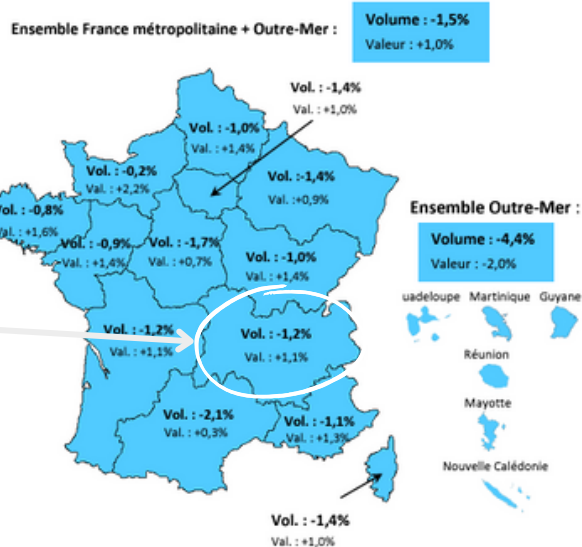 Ensemble France métropolitaine + Outre-Mer :
Volume : -1,5%
Valeur : +1,0%
Vol. : -1,4%
Val. : +1,0%
Vol. : -1,0%
Val. : +1,4%
Vol. : -0,2%
Val. : +2,2%
Vol. :-1,4%
Val. :+0,9%
Vol. : -0,8%
Val. : +1,6%
Vol. : -0,9%
Val. : +1,4%
Vol. : -1,7%
Val. : +0,7%
Vol. : -1,0%
Val. : +1,4%
Ensemble Outre-Mer :
Volume : -4,4%
Valeur : -2,0%
uadeloupe Martinique Guyane
Réunion
Mayotte
Nouvelle Calédonie
Vol. : -1,2%
Val. : +1,1%
Vol. : -1,2%
Val. : +1,1%
Vol. : -2,1%
Val. : +0,3%
Vol. : -1,1%
Val. : +1,3%
Vol. : -1,4%
Val. : +1,0%